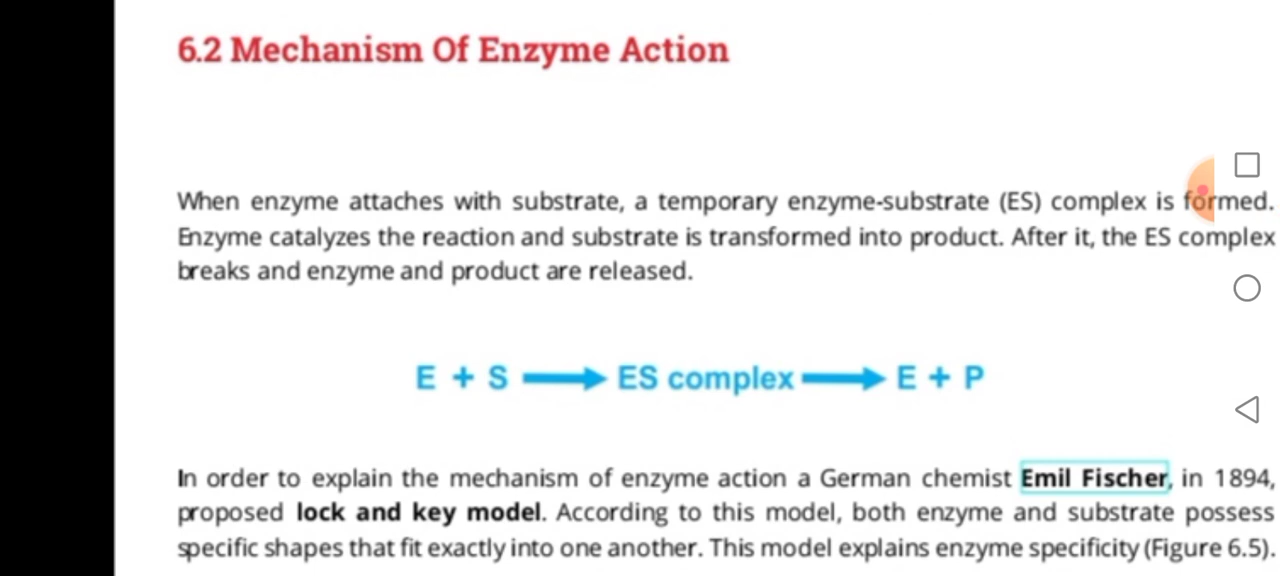 6.2 Mechanism Of Enzyme Action
When enzyme attaches with substrate, a temporary enzyme-substrate (ES) complex is formed.
Enzyme catalyzes the reaction and substrate is transformed into product. After it, the ES complex
breaks and enzyme and product are released.
E + S ⟶ ES complex ⟶ E + P
In order to explain the mechanism of enzyme action a German chemist Emil Fischer, in 1894,
proposed lock and key model. According to this model, both enzyme and substrate possess
specific shapes that fit exactly into one another. This model explains enzyme specificity (Figure 6.5).